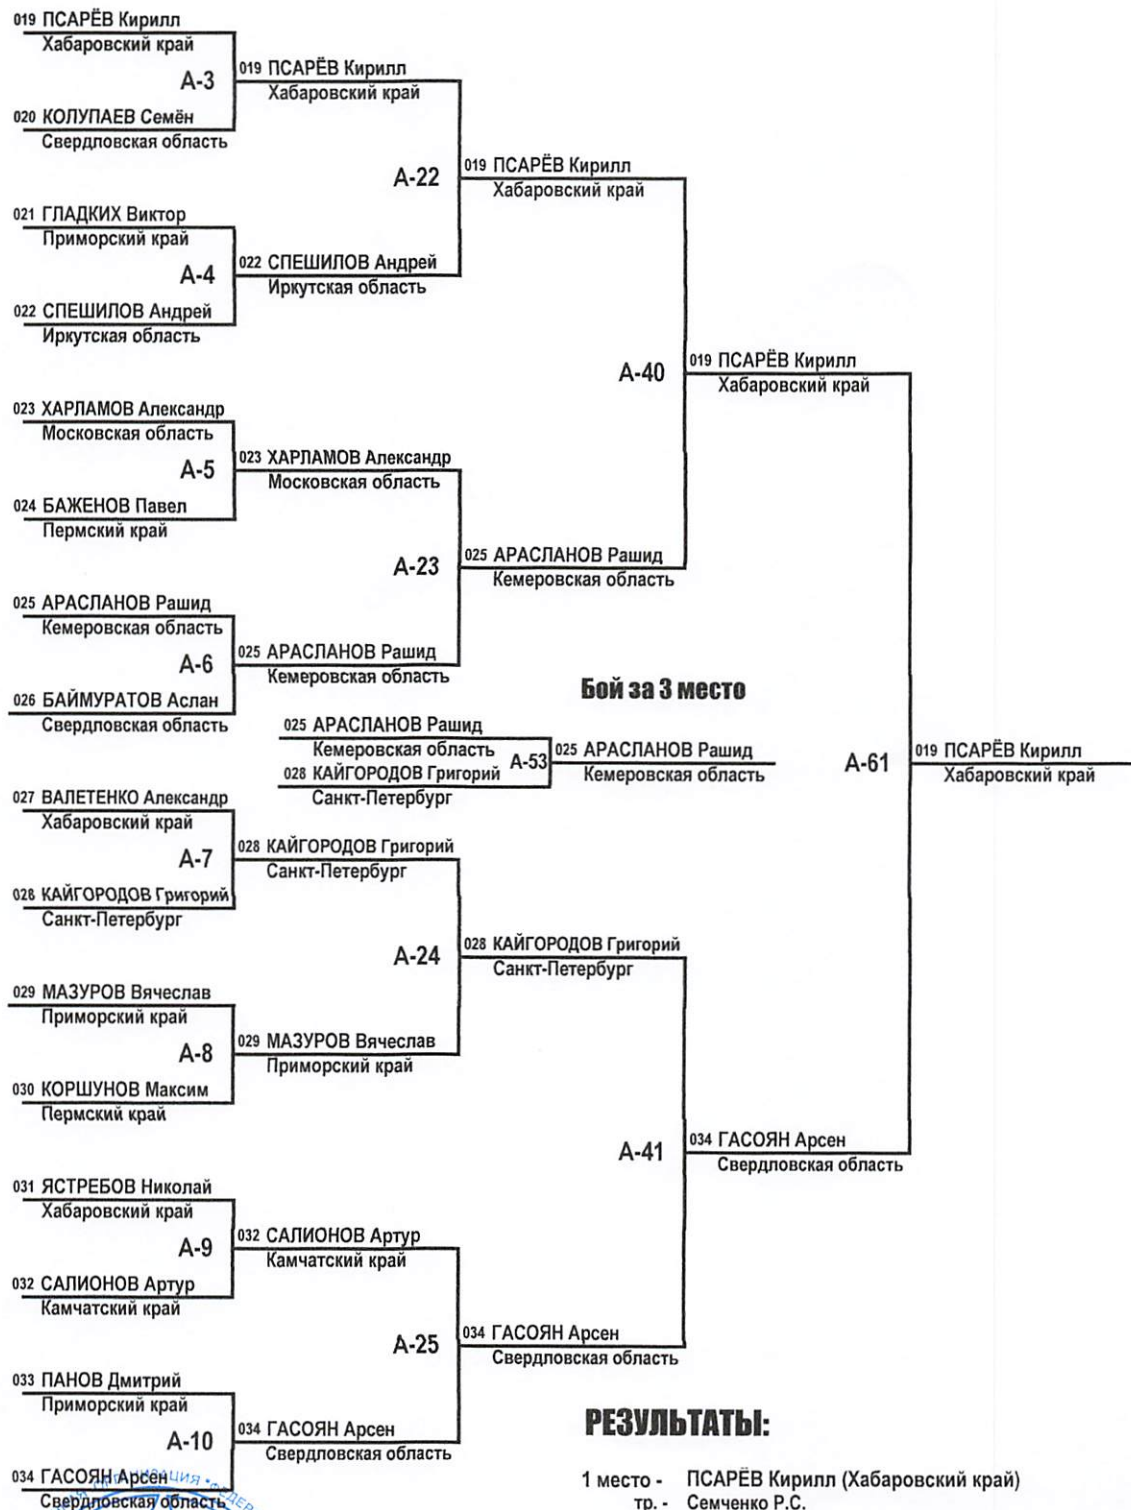 019 ПСАРЁВ Кирилл
Хабаровский край
А-3
019 ПСАРЁВ Кирилл
Хабаровский край
020 КОЛУПАЕВ Семён
Свердловская область
А-22
019 ПСАРЁВ Кирилл
Хабаровский край
021 ГЛАДКИХ Виктор
Приморский край
А-4
022 СПЕШИЛОВ Андрей
Иркутская область
022 СПЕШИЛОВ Андрей
Иркутская область
А-40
019 ПСАРЁВ Кирилл
Хабаровский край
023 ХАРЛАМОВ Александр
Московская область
А-5
023 ХАРЛАМОВ Александр
Московская область
024 БАЖЕНОВ Павел
Пермский край
А-23
025 АРАСЛАНОВ Рашид
Кемеровская область
025 АРАСЛАНОВ Рашид
Кемеровская область
А-6
025 АРАСЛАНОВ Рашид
Кемеровская область
026 БАЙМУРАТОВ Аслан
Свердловская область
Бой за 3 место
025 АРАСЛАНОВ Рашид
Кемеровская область
А-53
025 АРАСЛАНОВ Рашид
Кемеровская область
028 КАЙГОРОДОВ Григорий
Санкт-Петербург
А-61
019 ПСАРЁВ Кирилл
Хабаровский край
027 ВАЛЕТЕНКО Александр
Хабаровский край
А-7
028 КАЙГОРОДОВ Григорий
Санкт-Петербург
028 КАЙГОРОДОВ Григорий
Санкт-Петербург
А-24
028 КАЙГОРОДОВ Григорий
Санкт-Петербург
029 МАЗУРОВ Вячеслав
Приморский край
А-8
029 МАЗУРОВ Вячеслав
Приморский край
030 КОРШУНОВ Максим
Пермский край
А-41
034 ГАСОЯН Арсен
Свердловская область
031 ЯСТРЕБОВ Николай
Хабаровский край
А-9
032 САЛИОНОВ Артур
Камчатский край
032 САЛИОНОВ Артур
Камчатский край
А-25
034 ГАСОЯН Арсен
Свердловская область
033 ПАНОВ Дмитрий
Приморский край
А-10
034 ГАСОЯН Арсен
Свердловская область
034 ГАСОЯН Арсен
Свердловская область
РЕЗУЛЬТАТЫ:
1 место - ПСАРЁВ Кирилл (Хабаровский край)
тр. - Семченко Р.С.